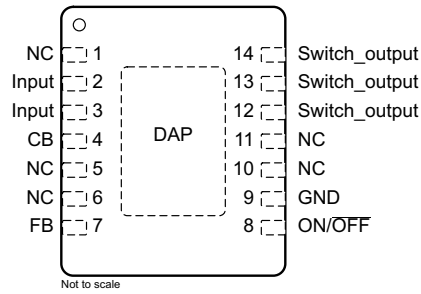 NC 1 14 Switch_output
Input 2 13 Switch_output
Input 3 12 Switch_output
CB 4 DAP 11 NC
NC 5 10 NC
NC 6 9 GND
FB 7 8 ON/OFF
Not to scale